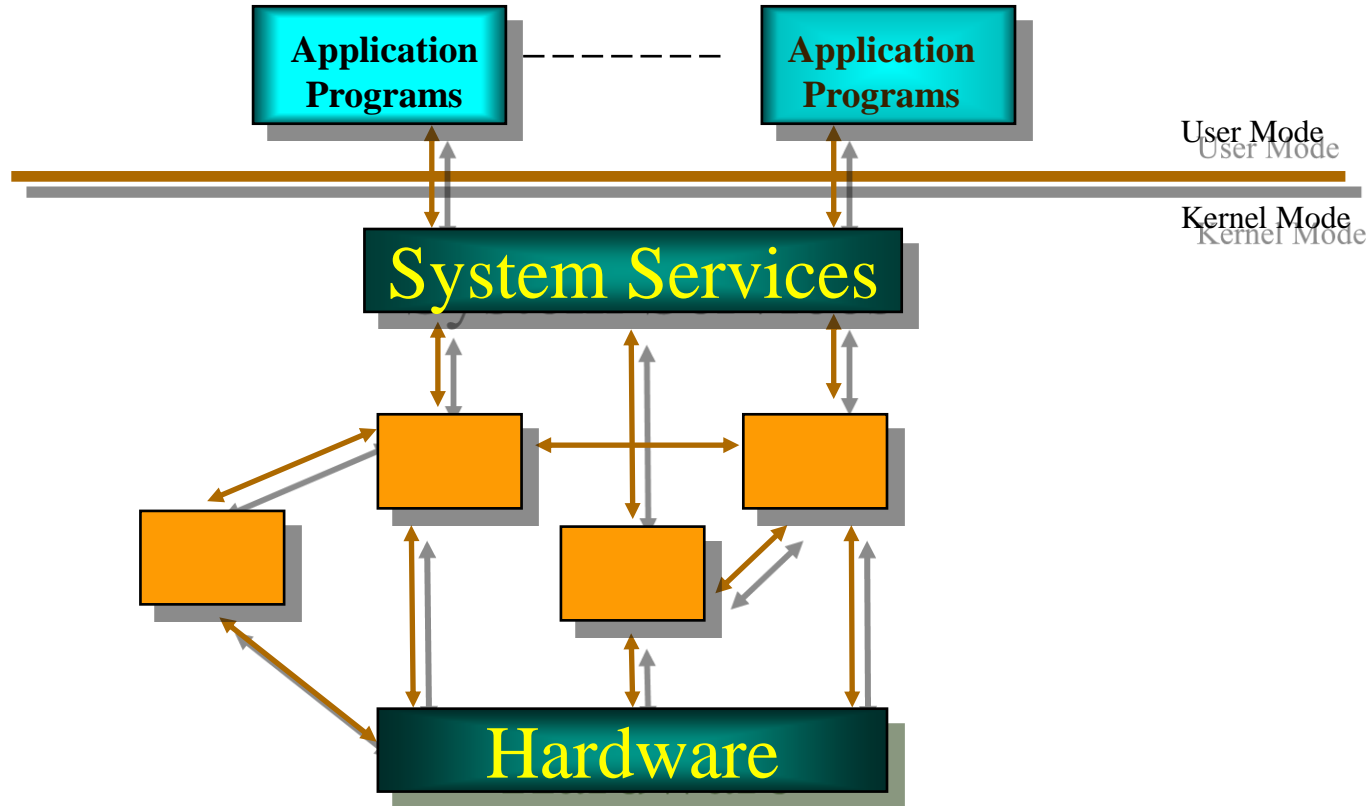 Application
Programs
Application
Programs
User Mode
Kernel Mode
System Services
Hardware